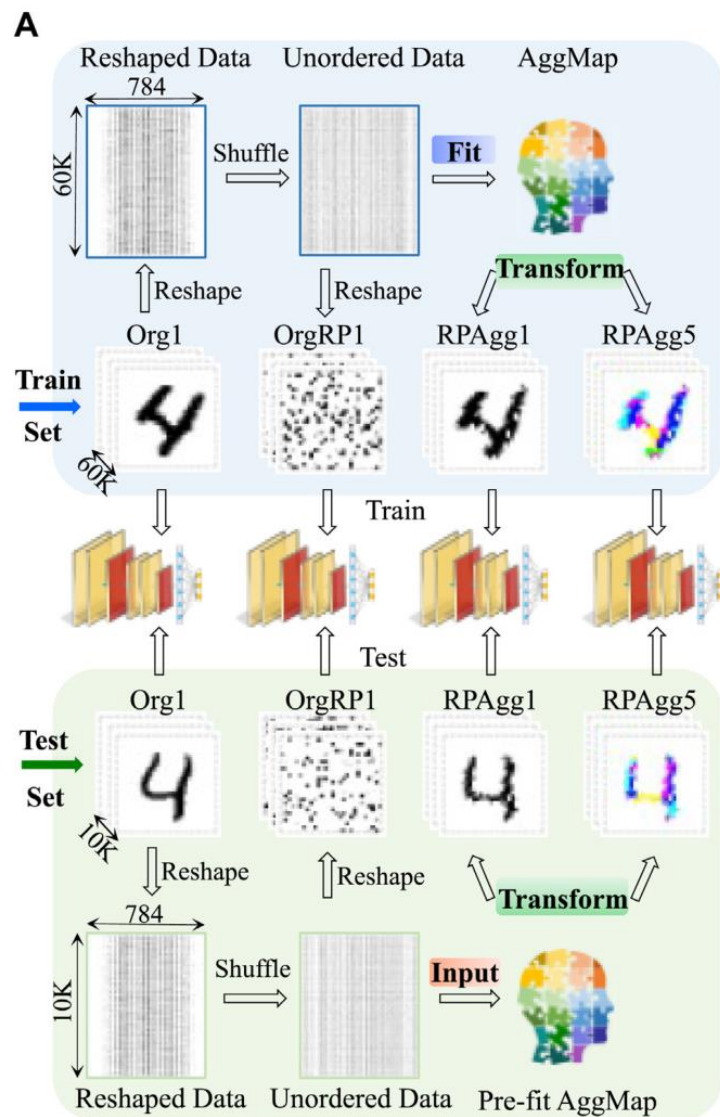 A
Reshaped Data Unordered Data AggMap
784
60K
Shuffle
Fit
Reshape
Reshape
Transform
Org1 OrgRP1 RPAgg1 RPAgg5
Train
Set
60K
Train
Test
Org1 OrgRP1 RPAgg1 RPAgg5
Test
Set
10K
Reshape
Reshape
Transform
784
10K
Shuffle
Input
Reshaped Data Unordered Data Pre-fit AggMap